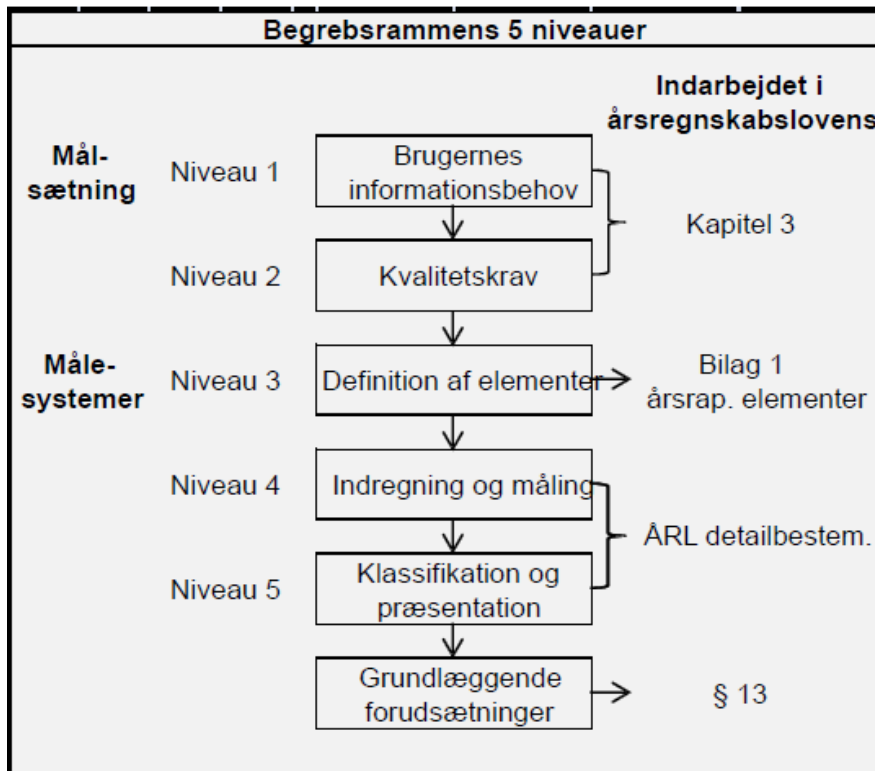 Begrebsrammens 5 niveauer
Indarbejdet i
årsregnskabslovens
Mål-
sætning
Niveau 1
Brugernes
informationsbehov
Kapitel 3
Niveau 2
Kvalitetskrav
Måle-
systemer
Niveau 3
Definition af elementer
Bilag 1
årsrap. elementer
Niveau 4
Indregning og måling
ÅRL detailbestem.
Niveau 5
Klassifikation og
præsentation
Grundlæggende
forudsætninger
§ 13